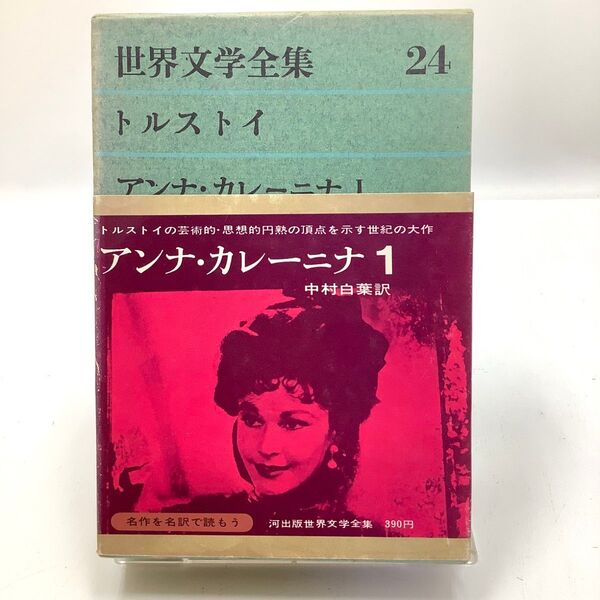 世界文学全集 24
トルストイ
アンナ・カレーニナ I
トルストイの芸術的・思想的円熟の頂点を示す世紀の大作
アンナ・カレーニナ 1
中村白葉訳
名作を名訳で読もう
河出版世界文学全集 390円